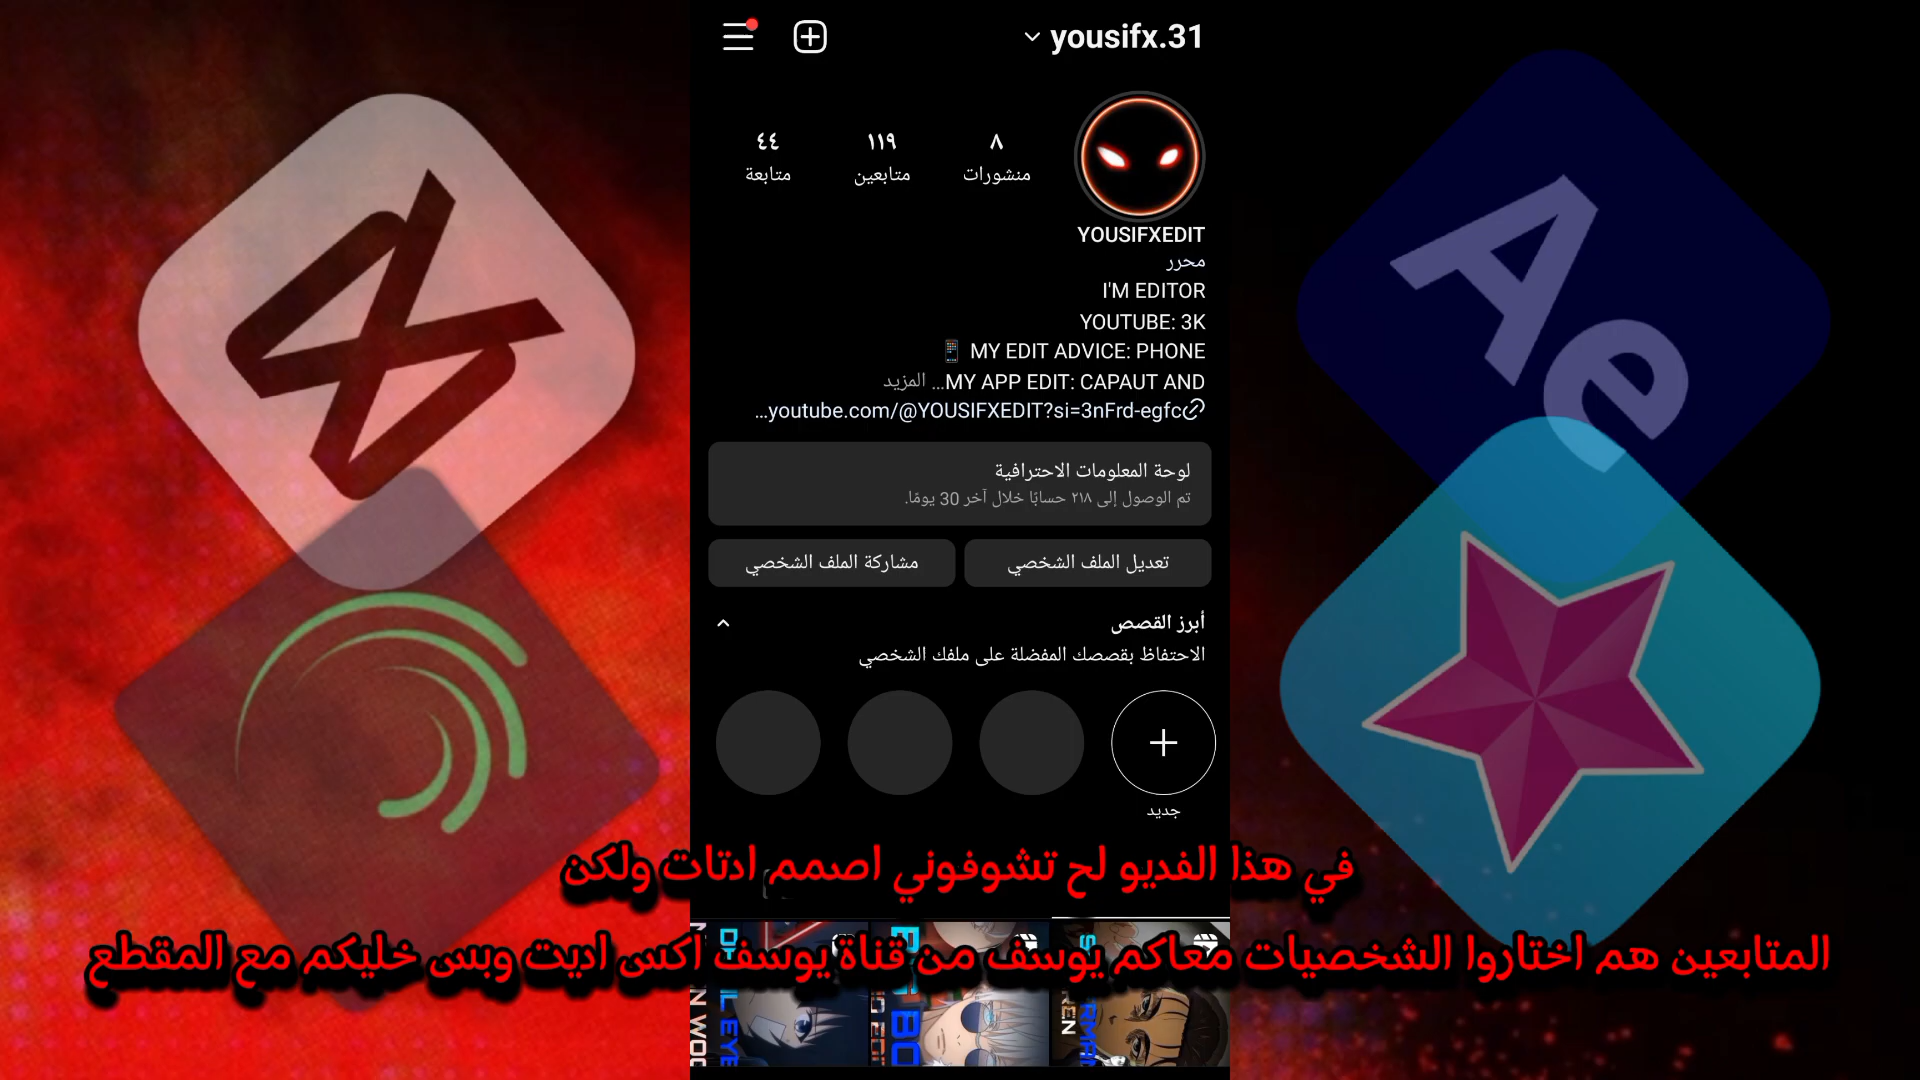 yousifx.31
٨ ١١٩ ٤٤
منشورات متابعين متابعة
YOUSIFXEDIT
محرر
I'M EDITOR
YOUTUBE: 3K
MY EDIT ADVICE: PHONE 📱
MY APP EDIT: CAPAUT AND... المزيد
youtube.com/@YOUSIFXEDIT?si=3nFrd-egfc...
لوحة المعلومات الاحترافية
تم الوصول إلى ٢١٨ حسابًا خلال آخر 30 يومًا.
تعديل الملف الشخصي مشاركة الملف الشخصي
أبرز القصص
الاحتفاظ بقصصك المفضلة على ملفك الشخصي
جديد
في هذا الفديو لح تشوفوني اصمم ادتات ولكن
المتابعين هم اختاروا الشخصيات معاكم يوسف من قناة يوسف اكس اديت وبس خليكم مع المقطع
Ae